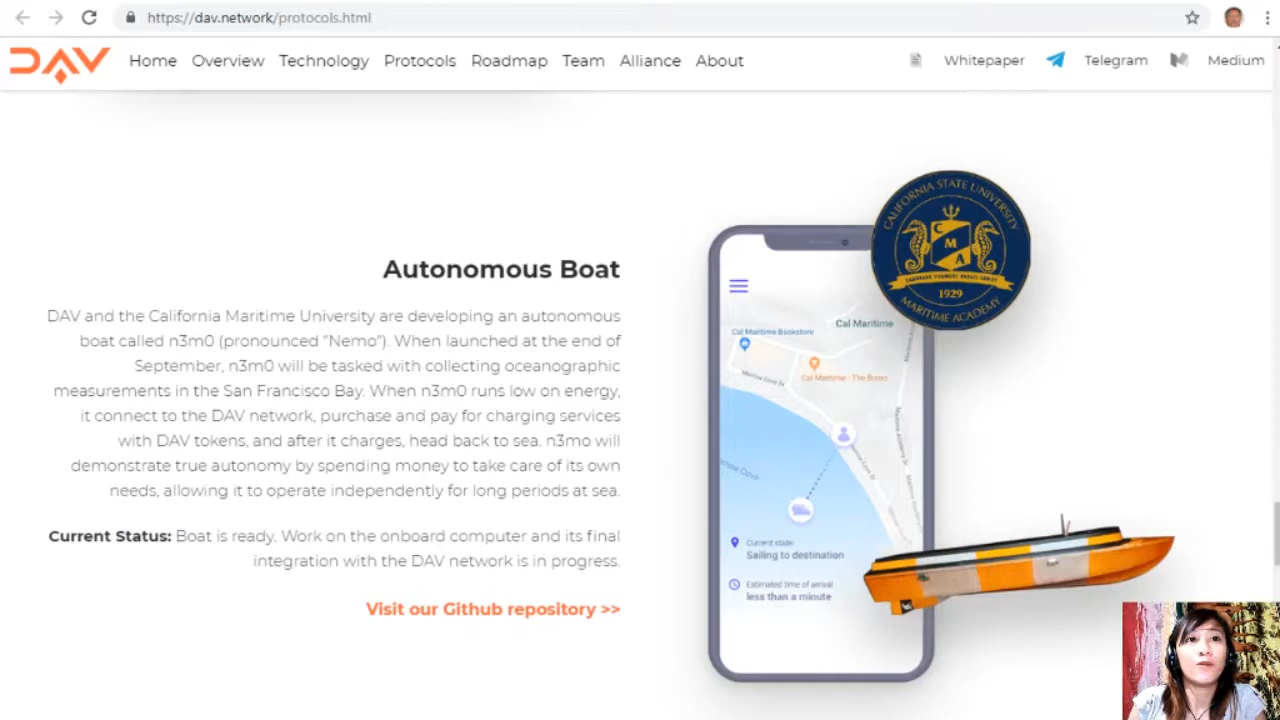 https://dav.network/protocols.html
DAV
Home Overview Technology Protocols Roadmap Team Alliance About
Whitepaper Telegram Medium
Autonomous Boat
DAV and the California Maritime University are developing an autonomous
boat called n3m0 (pronounced "Nemo"). When launched at the end of
September, n3m0 will be tasked with collecting oceanographic
measurements in the San Francisco Bay. When n3m0 runs low on energy,
it connect to the DAV network, purchase and pay for charging services
with DAV tokens, and after it charges, head back to sea. n3mo will
demonstrate true autonomy by spending money to take care of its own
needs, allowing it to operate independently for long periods at sea.
Current Status: Boat is ready. Work on the onboard computer and its final
integration with the DAV network is in progress.
Visit our Github repository >>
CALIFORNIA STATE UNIVERSITY
C
M
A
1929
MARITIME ACADEMY
Cal Maritime
Cal Maritime Bookstore
Cal Maritime - The Bistro
Current state:
Sailing to destination
Estimated time of arrival
less than a minute